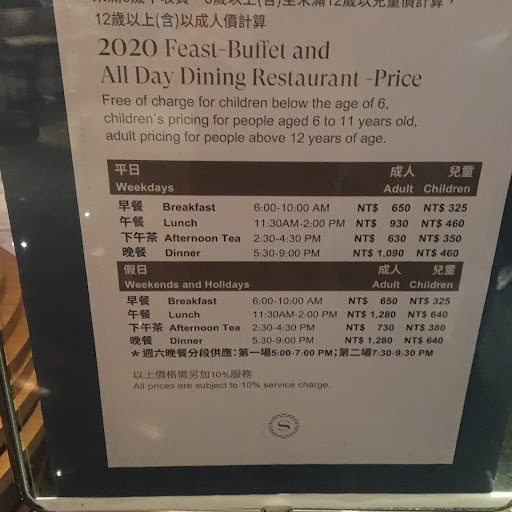 12歲以上(含)以成人價計算
2020 Feast-Buffet and
All Day Dining Restaurant -Price
Free of charge for children below the age of 6,
children`s pricing for people aged 6 to 11 years old,
adult pricing for people above 12 years of age.
平日 成人 兒童
Weekdays Adult Children
早餐 Breakfast 6:00-10:00 AM NT$ 650 NT$ 325
午餐 Lunch 11:30AM-2:00 PM NT$ 930 NT$ 460
下午茶 Afternoon Tea 2:30-4:30 PM NT$ 630 NT$ 350
晚餐 Dinner 5:30-9:00 PM NT$ 1,090 NT$ 460
假日 成人 兒童
Weekends and Holidays Adult Children
早餐 Breakfast 6:00-10:00 AM NT$ 650 NT$ 325
午餐 Lunch 11:30AM-2:00 PM NT$ 1,280 NT$ 640
下午茶 Afternoon Tea 2:30-4:30 PM NT$ 730 NT$ 380
晚餐 Dinner 5:30-9:00 PM NT$ 1,280 NT$ 640
＊週六晚餐分段供應：第一場5:00-7:00 PM；第二場7:30-9:30 PM
以上價格需另加10%服務
All prices are subject to 10% service charge.
S